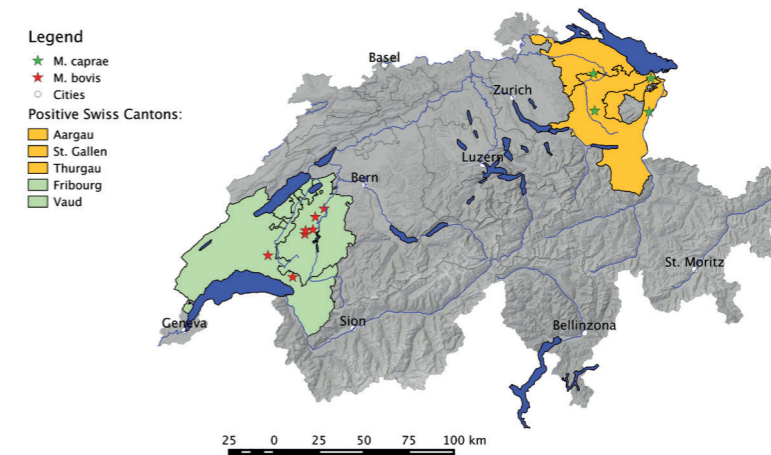 Legend
M. caprae
M. bovis
Cities
Positive Swiss Cantons:
Aargau
St. Gallen
Thurgau
Fribourg
Vaud
Basel
Zurich
Luzern
Bern
St. Moritz
Geneva
Sion
Bellinzona
25 0 25 50 75 100 km